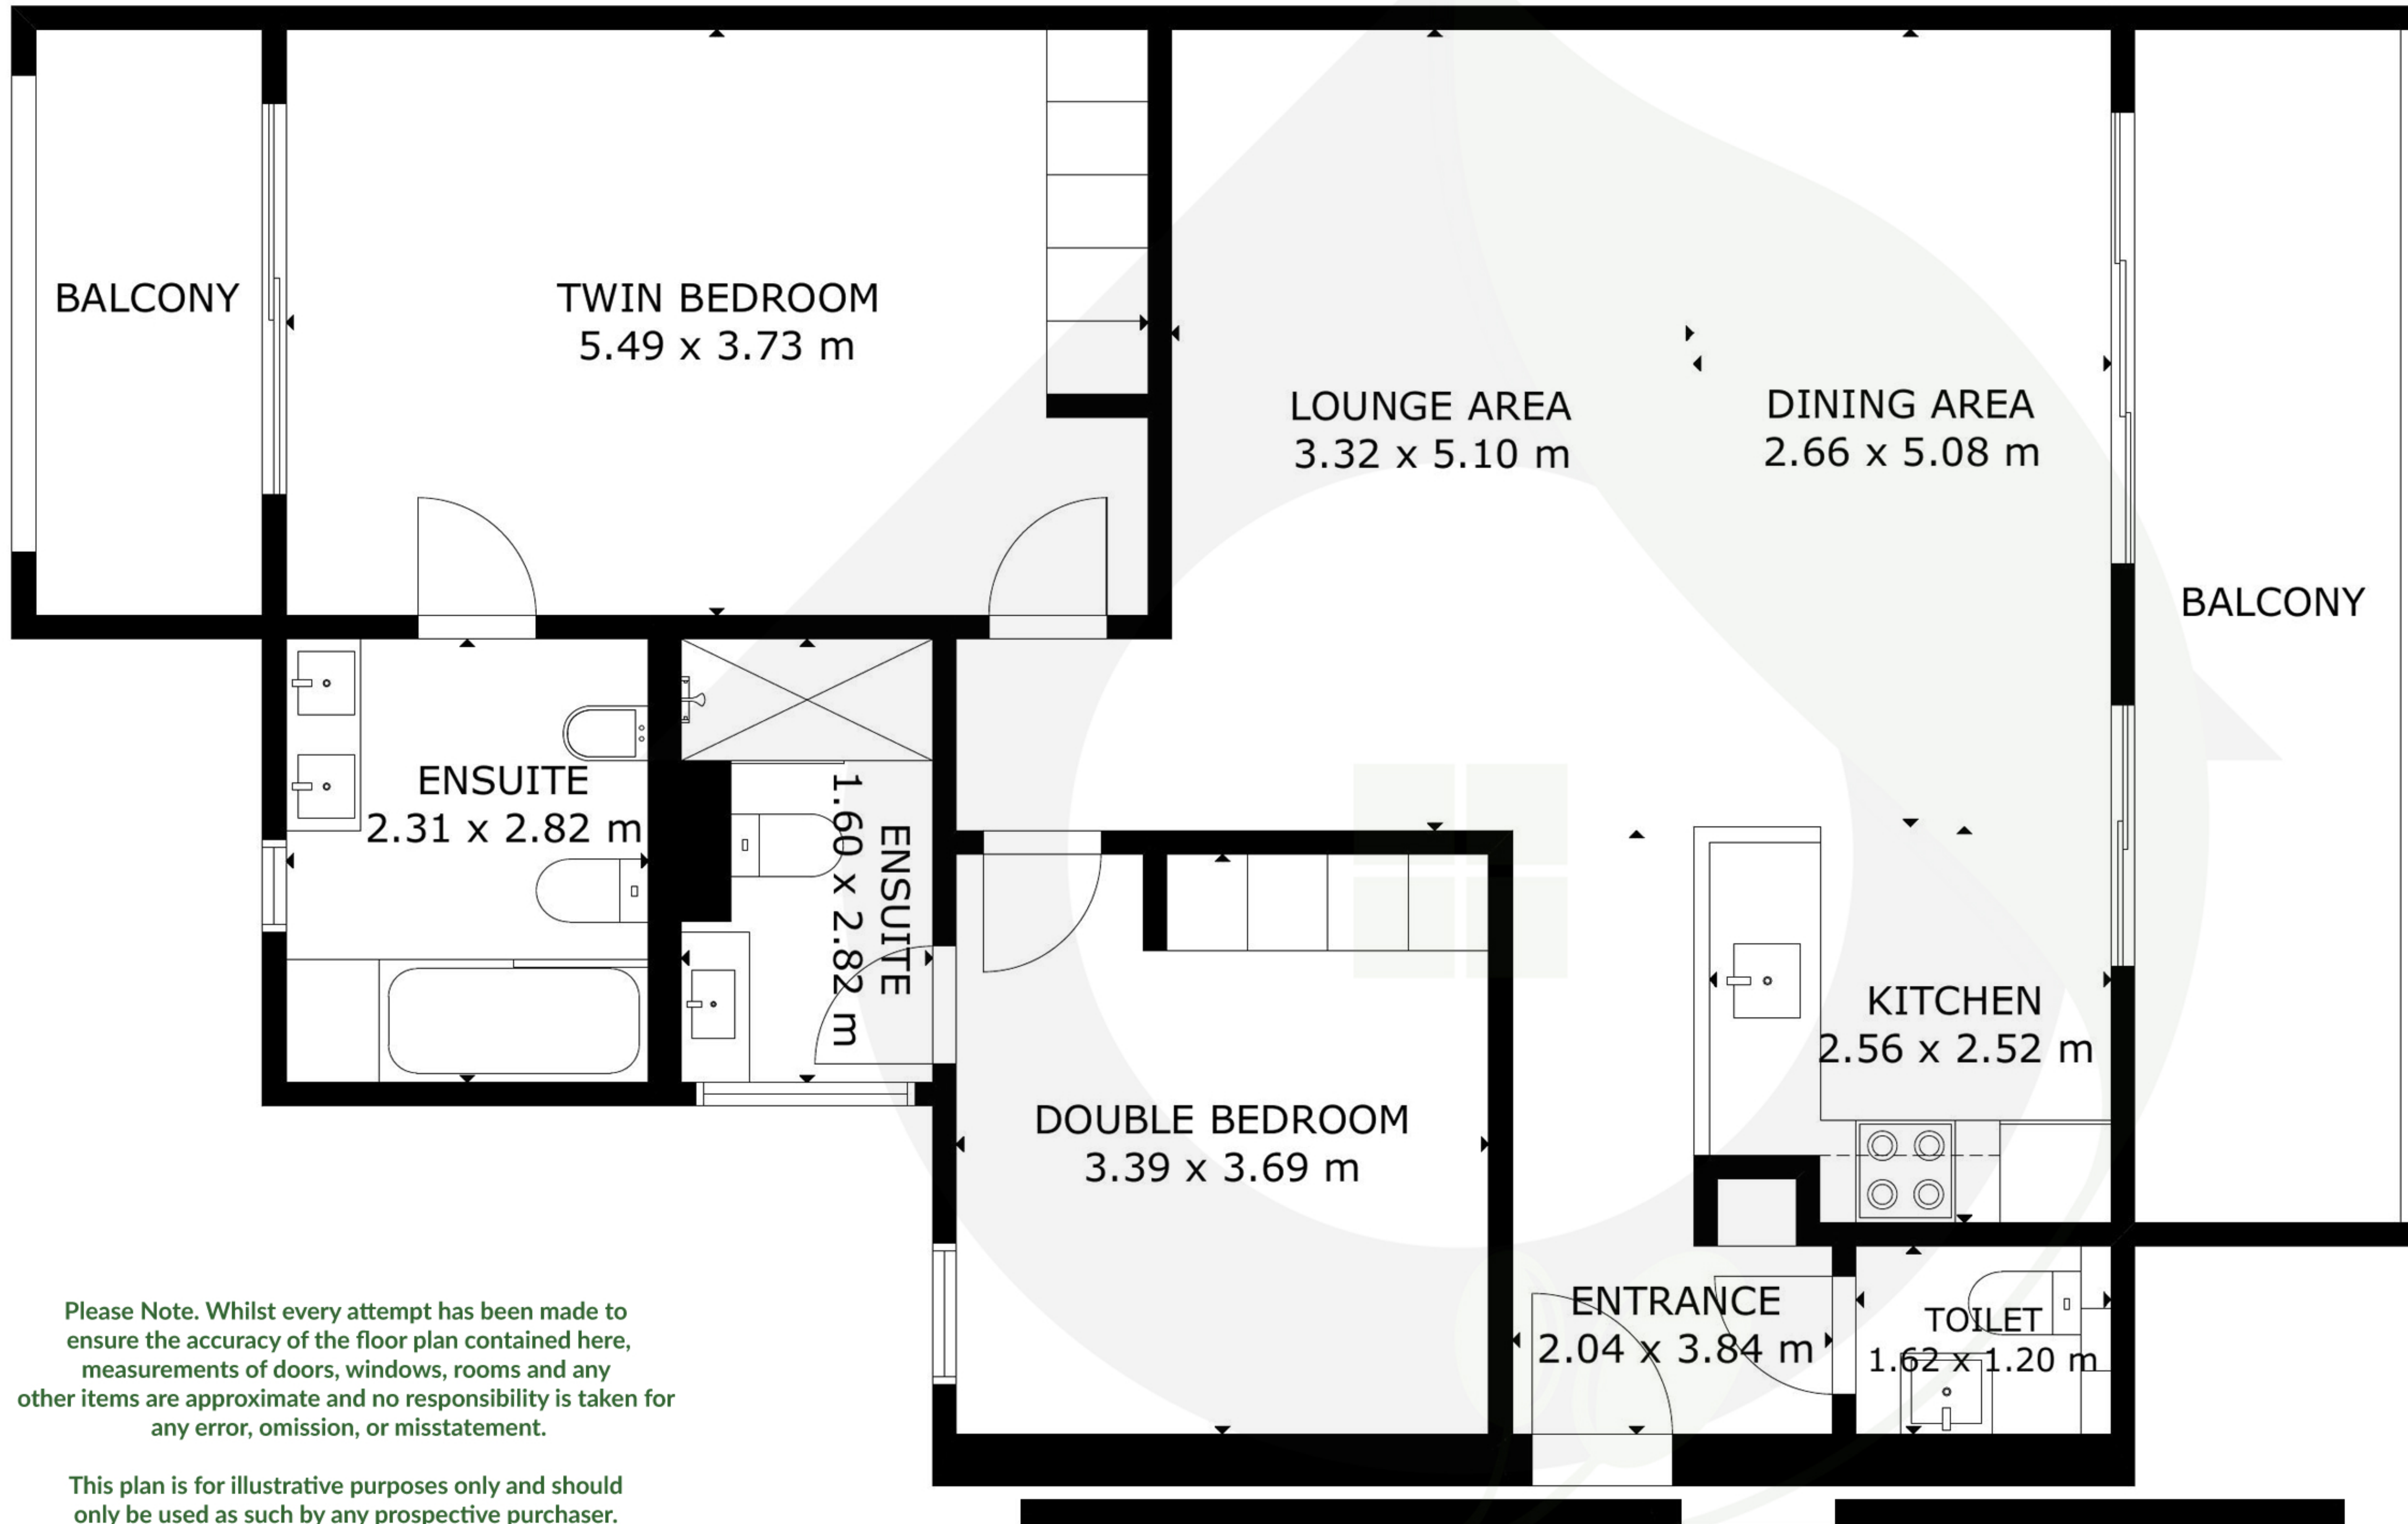 BALCONY
TWIN BEDROOM
5.49 x 3.73 m
LOUNGE AREA
3.32 x 5.10 m
DINING AREA
2.66 x 5.08 m
BALCONY
ENSUITE
2.31 x 2.82 m
ENSUITE
1.60 x 2.82 m
KITCHEN
2.56 x 2.52 m
DOUBLE BEDROOM
3.39 x 3.69 m
ENTRANCE
2.04 x 3.84 m
TOILET
1.62 x 1.20 m
Please Note. Whilst every attempt has been made to
ensure the accuracy of the floor plan contained here,
measurements of doors, windows, rooms and any
other items are approximate and no responsibility is taken for
any error, omission, or misstatement.
This plan is for illustrative purposes only and should
only be used as such by any prospective purchaser.